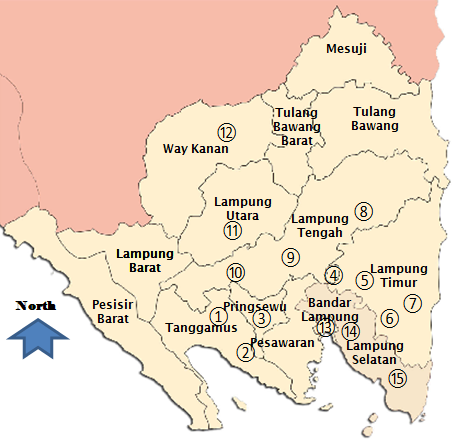 Mesuji
Tulang
Bawang
Barat
Tulang
Bawang
⑫
Way Kanan
Lampung
Utara
⑪
⑧
Lampung
Tengah
Lampung
Barat
⑨
⑩
④
⑤
Lampung
Timur
⑦
North
Pesisir
Barat
①
Pringsewu
③
Tanggamus
Bandar
Lampung
⑬
⑭
⑥
②
Pesawaran
Lampung
Selatan
⑮